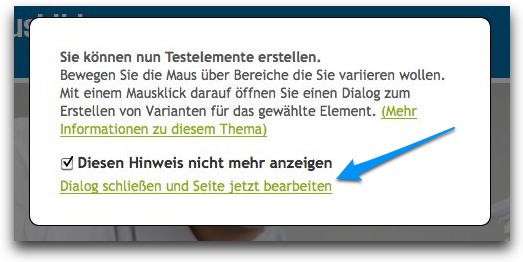 Sie können nun Testelemente erstellen.
Bewegen Sie die Maus über Bereiche die Sie variieren wollen.
Mit einem Mausklick darauf öffnen Sie einen Dialog zum
Erstellen von Varianten für das gewählte Element. (Mehr
Informationen zu diesem Thema)
Diesen Hinweis nicht mehr anzeigen
Dialog schließen und Seite jetzt bearbeiten